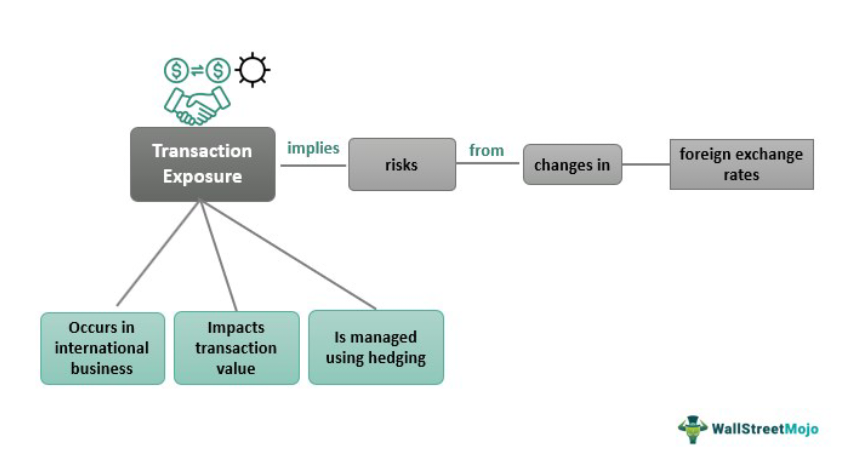 $ $
Transaction
Exposure
implies
risks
from
changes in
foreign exchange
rates
Occurs in
international
business
Impacts
transaction
value
Is managed
using hedging
WallStreetMojo